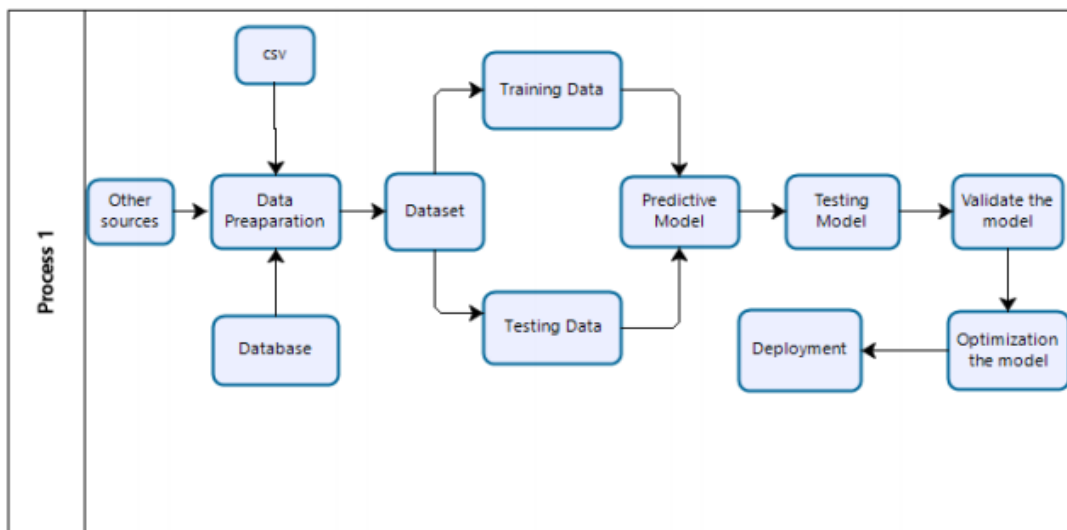 Process 1
csv
Other
sources
Data
Preaparation
Database
Dataset
Training Data
Testing Data
Predictive
Model
Testing
Model
Validate the
model
Optimization
the model
Deployment